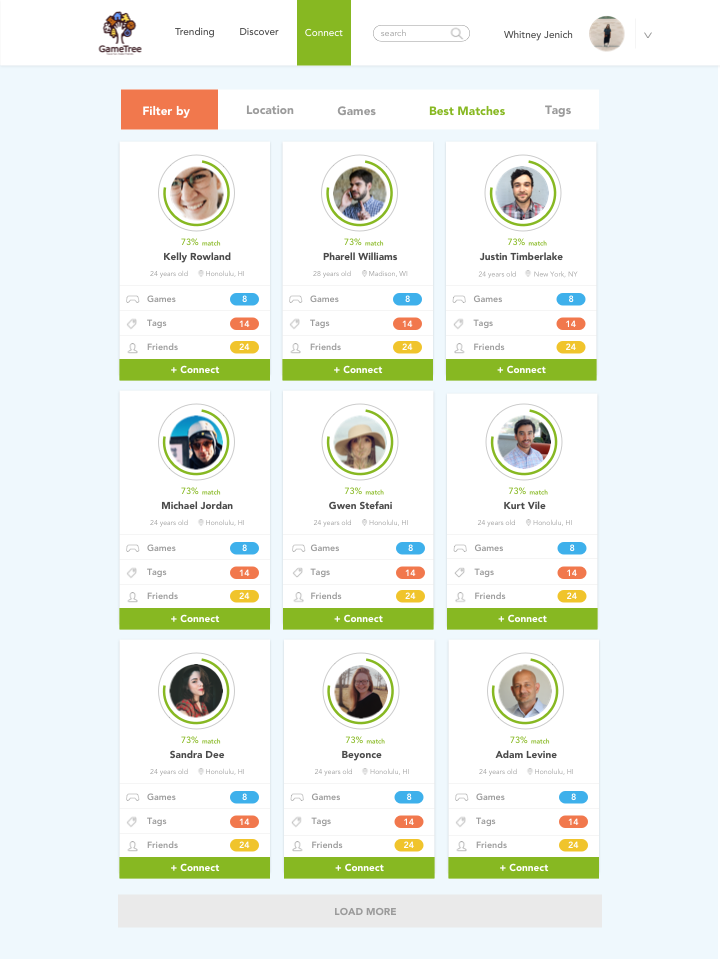 GameTree
Trending
Discover
Connect
search
Whitney Jenich
Filter by
Location
Games
Best Matches
Tags
73% match
Kelly Rowland
24 years old Honolulu, HI
Games 8
Tags 14
Friends 24
+ Connect
73% match
Pharell Williams
28 years old Madison, WI
Games 8
Tags 14
Friends 24
+ Connect
73% match
Justin Timberlake
24 years old New York, NY
Games 8
Tags 14
Friends 24
+ Connect
73% match
Michael Jordan
24 years old Honolulu, HI
Games 8
Tags 14
Friends 24
+ Connect
73% match
Gwen Stefani
24 years old Honolulu, HI
Games 8
Tags 14
Friends 24
+ Connect
73% match
Kurt Vile
24 years old Honolulu, HI
Games 8
Tags 14
Friends 24
+ Connect
73% match
Sandra Dee
24 years old Honolulu, HI
Games 8
Tags 14
Friends 24
+ Connect
73% match
Beyonce
24 years old Honolulu, HI
Games 8
Tags 14
Friends 24
+ Connect
73% match
Adam Levine
24 years old Honolulu, HI
Games 8
Tags 14
Friends 24
+ Connect
LOAD MORE